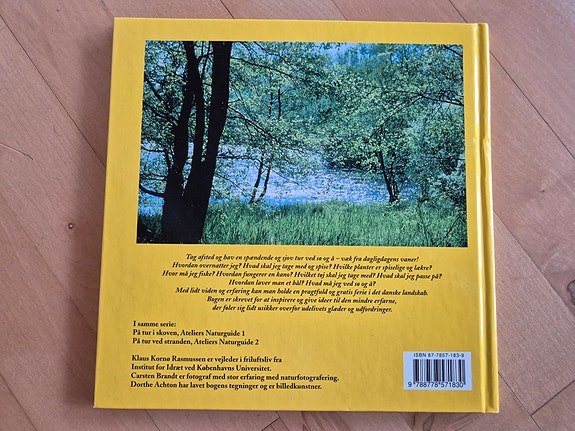 Tag afsted og hav en spændende og sjov tur ved sø og å – væk fra dagligdagens vaner!
Hvordan overnatter jeg? Hvad skal jeg tage med og spise? Hvilke planter er spiselige og lækre?
Hvor må jeg fiske? Hvordan fungerer en kano? Hvilket tøj skal jeg tage med? Hvad skal jeg passe på?
Hvordan laver man et bål? Hvad må jeg ved sø og å?
Med lidt viden og erfaring kan man holde en pragtfuld og gratis ferie i det danske landskab.
Bogen er skrevet for at inspirere og give ideer til den mindre erfarne,
der føler sig lidt usikker overfor udelivets glæder og udfordringer.
I samme serie:
På tur i skoven, Ateliers Naturguide 1
På tur ved stranden, Ateliers Naturguide 2
Klaus Kornø Rasmussen er vejleder i friluftsliv fra
Institut for Idræt ved Københavns Universitet.
Carsten Brandt er fotograf med stor erfaring med naturfotografering.
Dorthe Achton har lavet bogens tegninger og er billedkunstner.
ISBN 87-7857-183-9
9 788778 571830